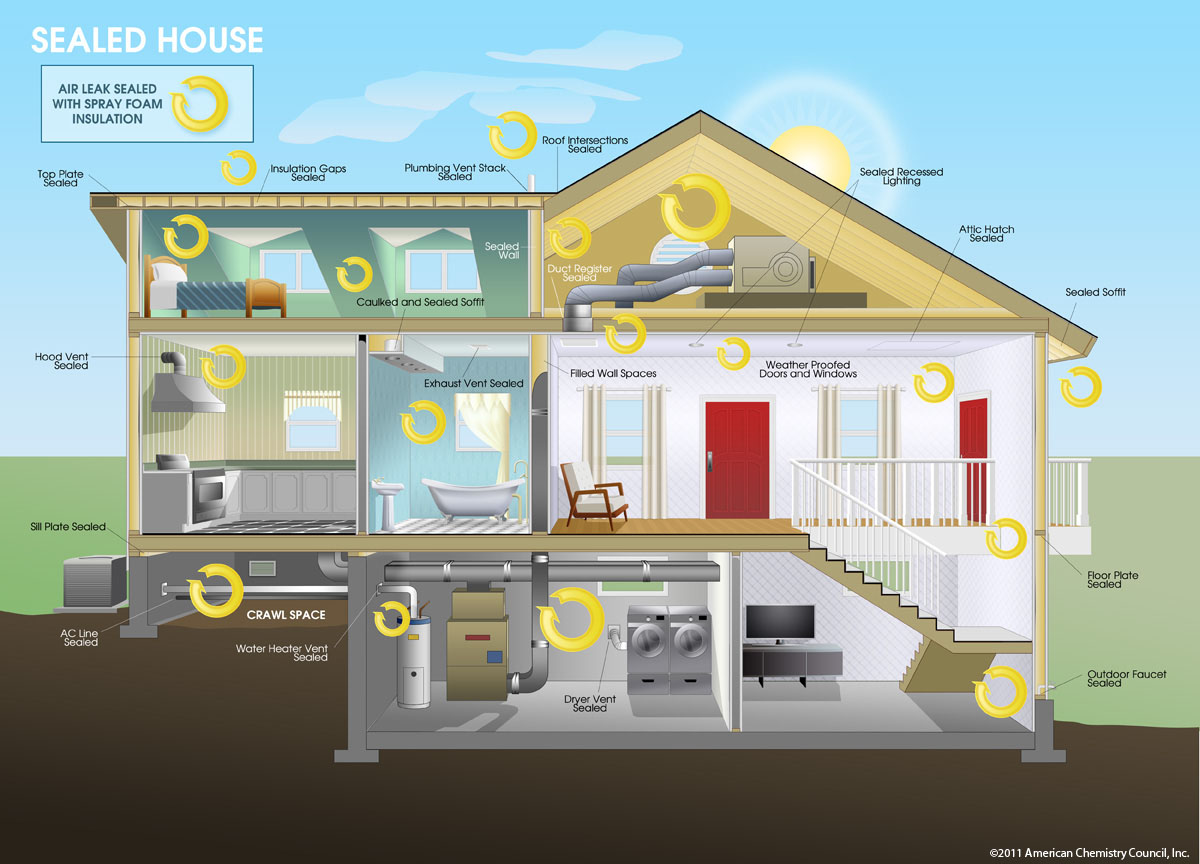 SEALED HOUSE
AIR LEAK SEALED
WITH SPRAY FOAM
INSULATION
Roof Intersections
Sealed
Top Plate
Sealed
Insulation Gaps
Sealed
Plumbing Vent Stack
Sealed
Sealed Recessed
Lighting
Sealed
Wall
Attic Hatch
Sealed
Duct Register
Sealed
Sealed Soffit
Caulked and Sealed Soffit
Hood Vent
Sealed
Exhaust Vent Sealed
Filled Wall Spaces
Weather Proofed
Doors and Windows
Sill Plate Sealed
Floor Plate
Sealed
CRAWL SPACE
AC Line
Sealed
Water Heater Vent
Sealed
Dryer Vent
Sealed
Outdoor Faucet
Sealed
©2011 American Chemistry Council, Inc.